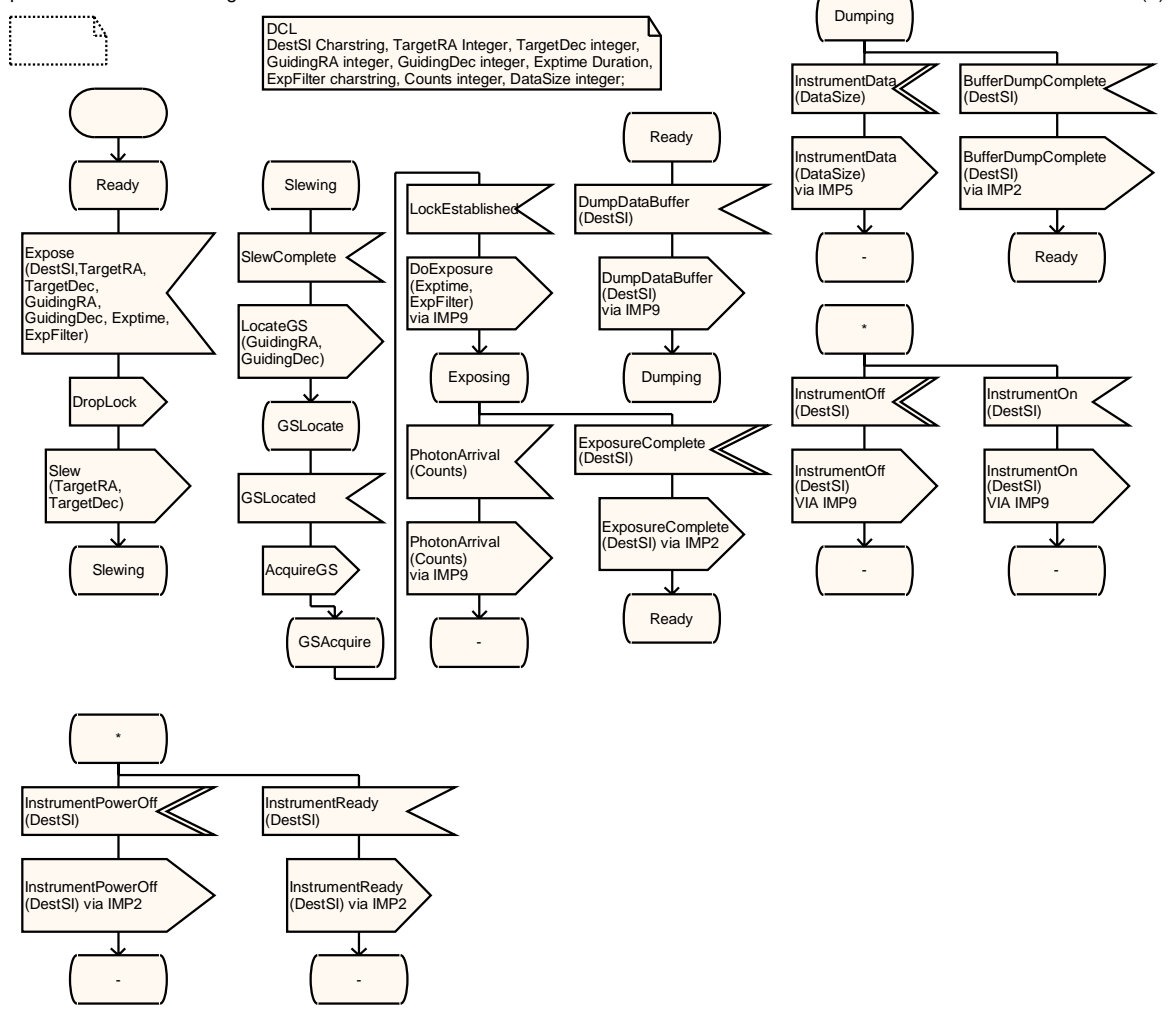 DCL
DestSI Charstring, TargetRA Integer, TargetDec integer,
GuidingRA integer, GuidingDec integer, Exptime Duration,
ExpFilter charstring, Counts integer, DataSize integer;
Ready
Expose
(DestSI,TargetRA,
TargetDec,
GuidingRA,
GuidingDec, Exptime,
ExpFilter)
DropLock
Slew
(TargetRA,
TargetDec)
Slewing
Slewing
SlewComplete
LocateGS
(GuidingRA,
GuidingDec)
GSLocate
GSLocated
AcquireGS
GSAcquire
LockEstablished
DoExposure
(Exptime,
ExpFilter)
via IMP9
Exposing
PhotonArrival
(Counts)
PhotonArrival
(Counts)
via IMP9
-
ExposureComplete
(DestSI)
ExposureComplete
(DestSI) via IMP2
Ready
Ready
DumpDataBuffer
(DestSI)
DumpDataBuffer
(DestSI)
via IMP9
Dumping
Dumping
InstrumentData
(DataSize)
InstrumentData
(DataSize)
via IMP5
-
BufferDumpComplete
(DestSI)
BufferDumpComplete
(DestSI)
via IMP2
Ready
*
InstrumentOff
(DestSI)
InstrumentOff
(DestSI)
VIA IMP9
-
InstrumentOn
(DestSI)
InstrumentOn
(DestSI)
VIA IMP9
-
*
InstrumentPowerOff
(DestSI)
InstrumentPowerOff
(DestSI) via IMP2
-
InstrumentReady
(DestSI)
InstrumentReady
(DestSI) via IMP2
-